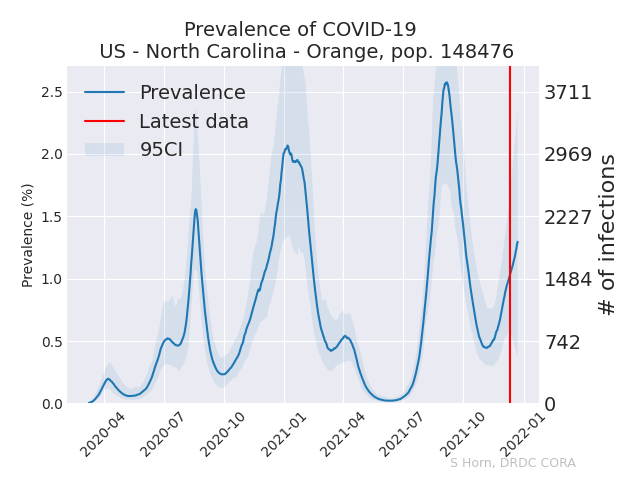 Prevalence of COVID-19
US - North Carolina - Orange, pop. 148476
Prevalence
Latest data
95CI
Prevalence (%)
2.5
2.0
1.5
1.0
0.5
0.0
3711
2969
2227
1484
742
0
# of infections
2020-04
2020-07
2020-10
2021-01
2021-04
2021-07
2021-10
2022-01
S Horn, DRDC CORA